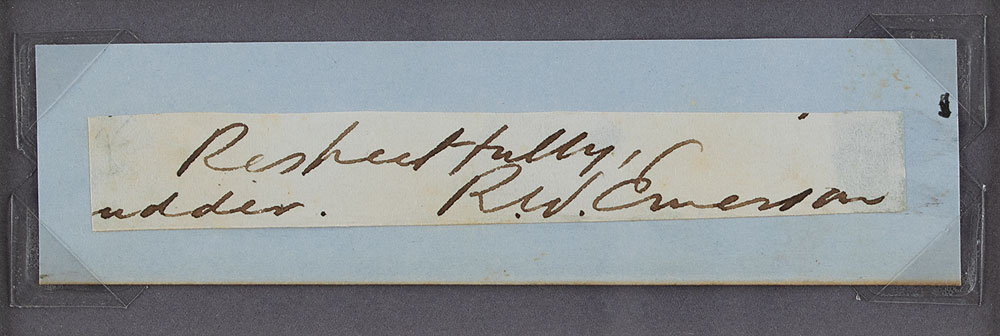 Respectfully,
udder. R.W. Emerson